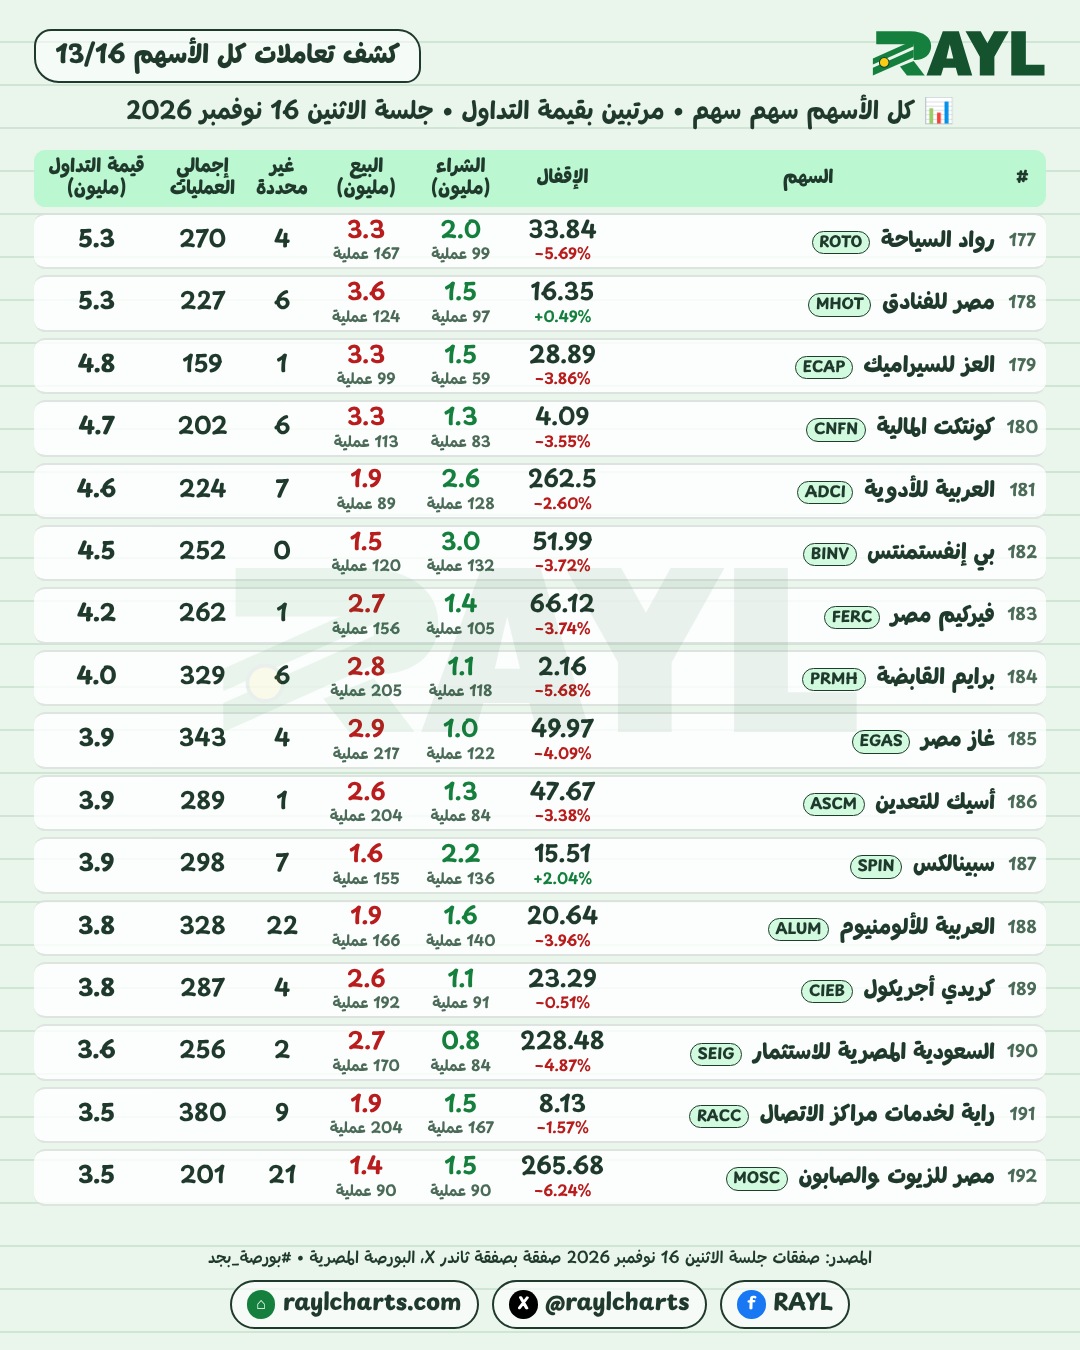 RAYL
كشف تعاملات كل الأسهم 13/16
📊 كل الأسهم سهم سهم • مرتبين بقيمة التداول • جلسة الاثنين 16 نوفمبر 2026
# السهم الإقفال الشراء (مليون) البيع (مليون) غير محددة إجمالي العمليات قيمة التداول (مليون)
177 رواد السياحة ROTO 33.84 2.0 3.3 4 270 5.3
-5.69% 99 عملية 167 عملية
178 مصر للفنادق MHOT 16.35 1.5 3.6 6 227 5.3
+0.49% 97 عملية 124 عملية
179 العز للسيراميك ECAP 28.89 1.5 3.3 1 159 4.8
-3.86% 59 عملية 99 عملية
180 كونتكت المالية CNFN 4.09 1.3 3.3 6 202 4.7
-3.55% 83 عملية 113 عملية
181 العربية للأدوية ADCI 262.5 2.6 1.9 7 224 4.6
-2.60% 128 عملية 89 عملية
182 بي إنفستمنتس BINV 51.99 3.0 1.5 0 252 4.5
-3.72% 132 عملية 120 عملية
183 فيركيم مصر FERC 66.12 1.4 2.7 1 262 4.2
-3.74% 105 عملية 156 عملية
184 برايم القابضة PRMH 2.16 1.1 2.8 6 329 4.0
-5.68% 118 عملية 205 عملية
185 غاز مصر EGAS 49.97 1.0 2.9 4 343 3.9
-4.09% 122 عملية 217 عملية
186 أسيك للتعدين ASCM 47.67 1.3 2.6 1 289 3.9
-3.38% 84 عملية 204 عملية
187 سبينالكس SPIN 15.51 2.2 1.6 7 298 3.9
+2.04% 136 عملية 155 عملية
188 العربية للألومنيوم ALUM 20.64 1.6 1.9 22 328 3.8
-3.96% 140 عملية 166 عملية
189 كريدي أجريكول CIEB 23.29 1.1 2.6 4 287 3.8
-0.51% 91 عملية 192 عملية
190 السعودية المصرية للاستثمار SEIG 228.48 0.8 2.7 2 256 3.6
-4.87% 84 عملية 170 عملية
191 راية لخدمات مراكز الاتصال RACC 8.13 1.5 1.9 9 380 3.5
-1.57% 167 عملية 204 عملية
192 مصر للزيوت والصابون MOSC 265.68 1.5 1.4 21 201 3.5
-6.24% 90 عملية 90 عملية
المصدر: صفقات جلسة الاثنين 16 نوفمبر 2026 صفقة بصفقة ثاندر X، البورصة المصرية • #بورصة_بجد
RAYL
@raylcharts
raylcharts.com